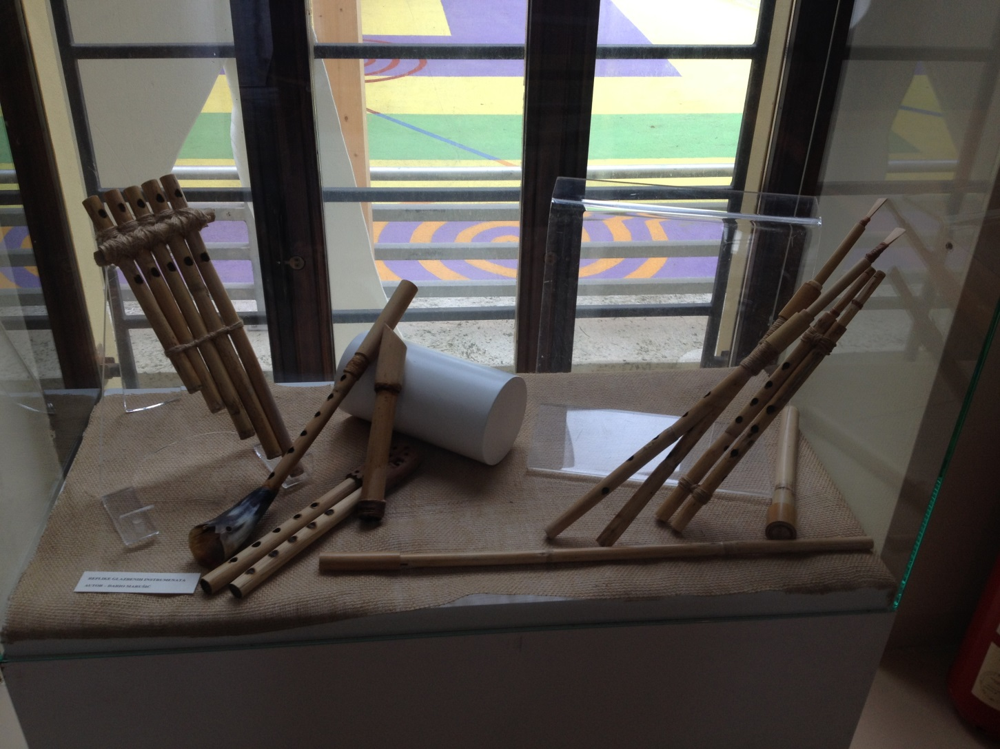 REPLIKE GLAZBENIH INSTRUMENATA
AUTOR – DARIO MARUŠIĆ